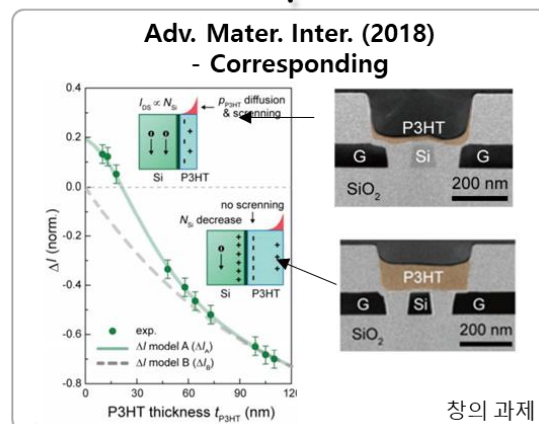 Adv. Mater. Inter. (2018)
- Corresponding
I_DS ∝ N_Si
p_P3HT diffusion
& screnning
Si P3HT
no screnning
N_Si decrease
Si P3HT
exp.
ΔI model A (ΔI_A)
ΔI model B (ΔI_B)
ΔI (norm.)
0.4
0.2
0.0
-0.2
-0.4
-0.6
-0.8
0 30 60 90 120
P3HT thickness t_P3HT (nm)
P3HT
G Si G
SiO₂
200 nm
P3HT
G Si G
SiO₂
200 nm
창의 과제